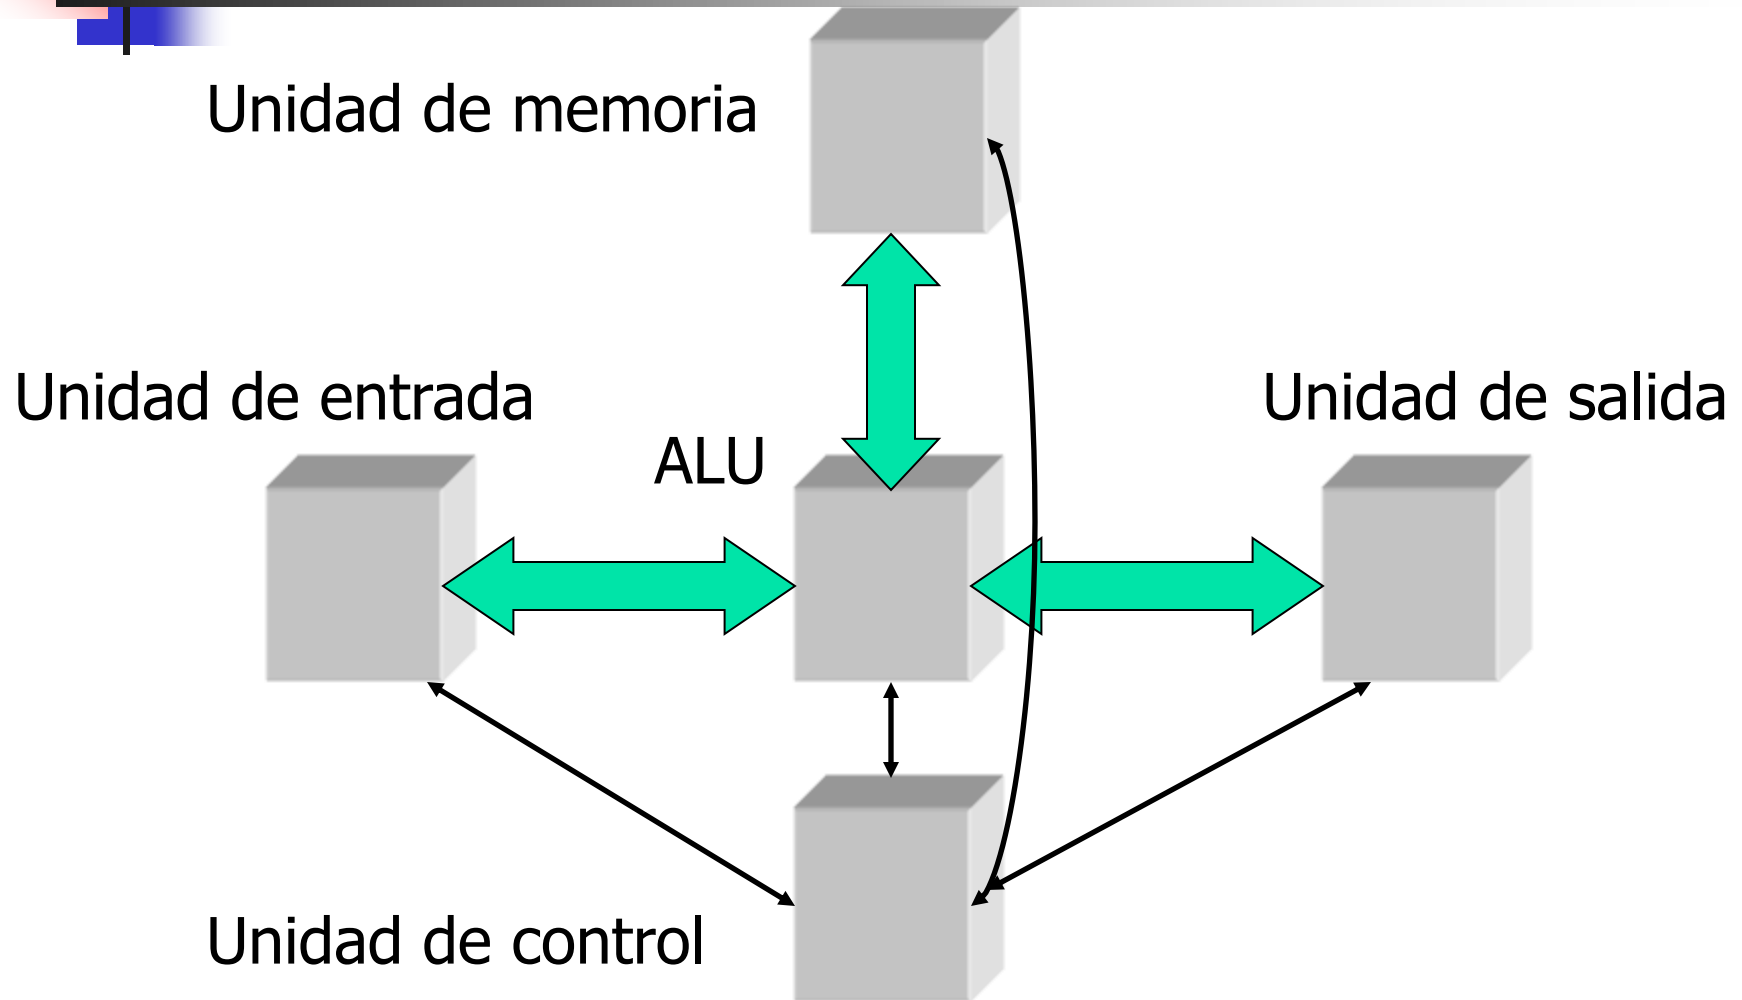 Unidad de memoria
Unidad de entrada
Unidad de salida
ALU
Unidad de control